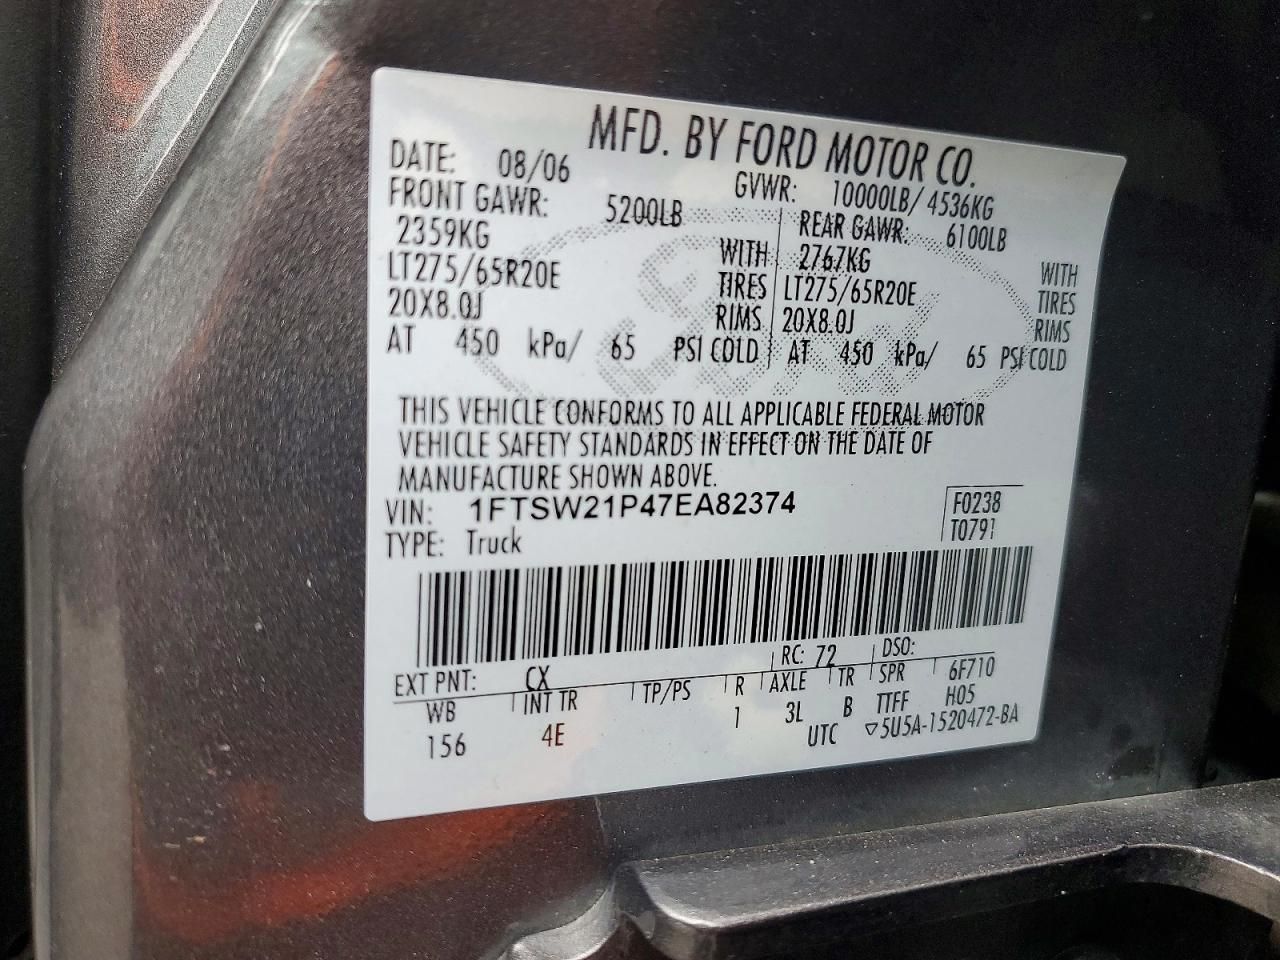 MFD. BY FORD MOTOR CO.
DATE: 08/06 GVWR: 10000LB/ 4536KG
FRONT GAWR: 5200LB REAR GAWR: 6100LB
2359KG WITH 2767KG WITH
LT275/65R20E TIRES LT275/65R20E TIRES
20X8.0J RIMS 20X8.0J RIMS
AT 450 kPa/ 65 PSI COLD AT 450 kPa/ 65 PSI COLD
THIS VEHICLE CONFORMS TO ALL APPLICABLE FEDERAL MOTOR
VEHICLE SAFETY STANDARDS IN EFFECT ON THE DATE OF
MANUFACTURE SHOWN ABOVE.
VIN: 1FTSW21P47EA82374 F0238
TYPE: Truck T0791
EXT PNT: CX RC: 72 DSO:
WB INT TR TP/PS R AXLE TR SPR 6F710
156 4E 1 3L B TTFF H05
UTC ▽5U5A-1520472-BA